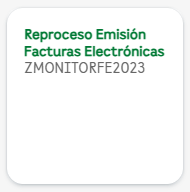 Reproceso Emisión
Facturas Electrónicas
ZMONITORFE2023